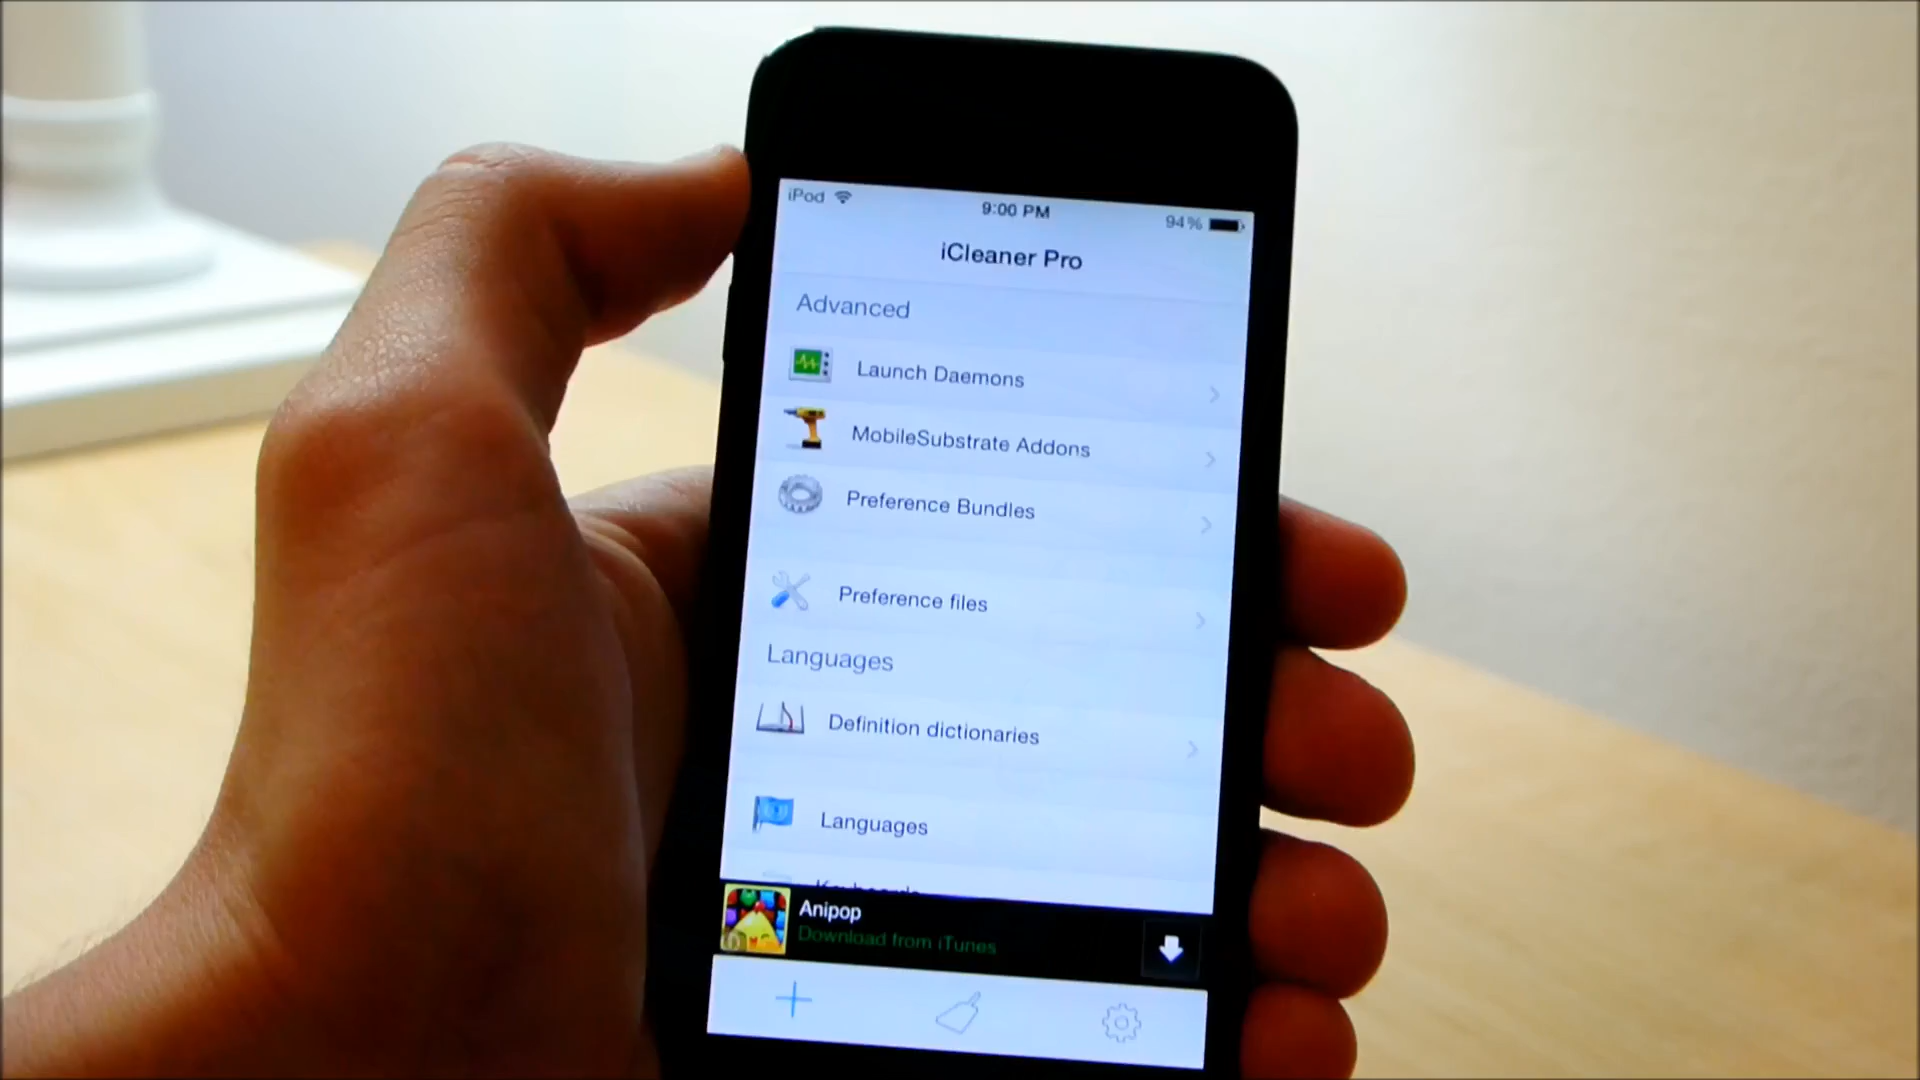 iPod
9:00 PM
94%
iCleaner Pro
Advanced
Launch Daemons
MobileSubstrate Addons
Preference Bundles
Preference files
Languages
Definition dictionaries
Languages
Keyboards
Anipop
Download from iTunes